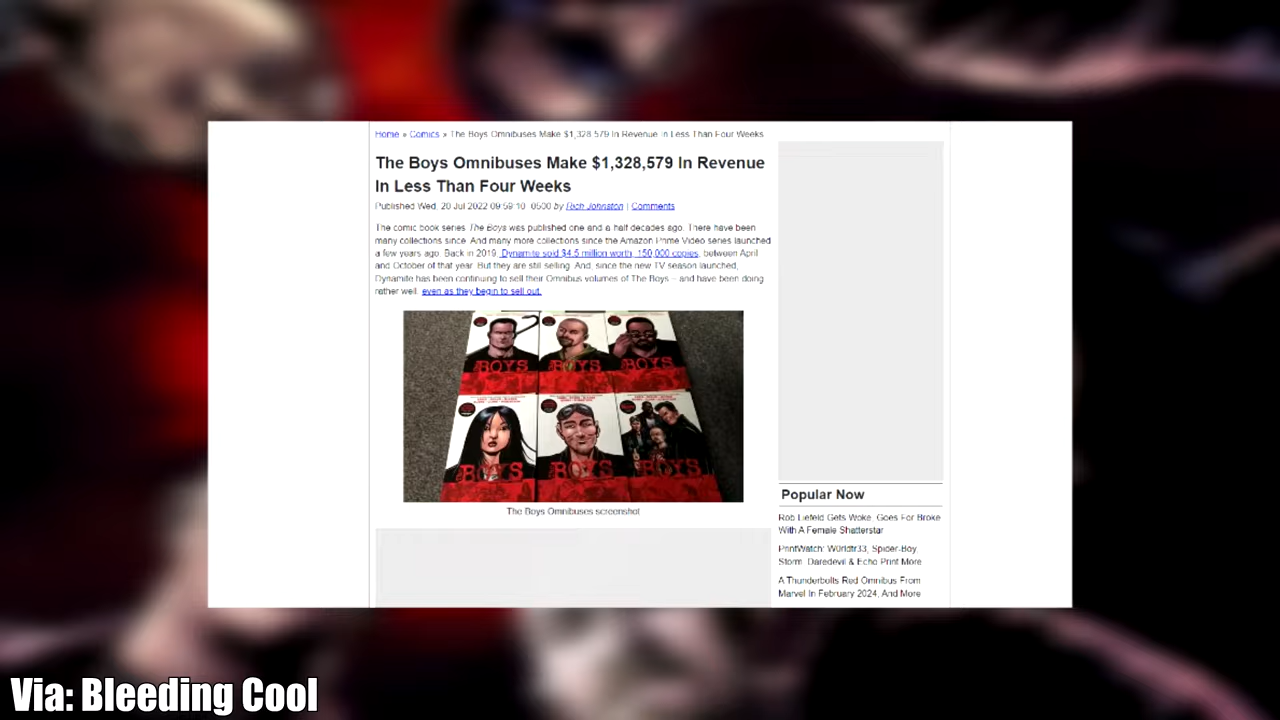 Home » Comics » The Boys Omnibuses Make $1,328,579 In Revenue In Less Than Four Weeks
The Boys Omnibuses Make $1,328,579 In Revenue
In Less Than Four Weeks
Published Wed, 20 Jul 2022 09:59:10 -0500 by Rich Johnston | Comments
The comic book series The Boys was published one and a half decades ago. There have been
many collections since. And many more collections since the Amazon Prime Video series launched
a few years ago. Back in 2019, Dynamite sold $4.5 million worth, 150,000 copies, between April
and October of that year. But they are still selling. And, since the new TV season launched,
Dynamite has been continuing to sell their Omnibus volumes of The Boys – and have been doing
rather well, even as they begin to sell out.
BOYS BOYS BOYS
BOYS BOYS BOYS
The Boys Omnibuses screenshot
Popular Now
Rob Liefeld Gets Woke, Goes For Broke
With A Female Shatterstar
PrintWatch: W0rldtr33, Spider-Boy,
Storm, Daredevil & Echo Print More
A Thunderbolts Red Omnibus From
Marvel In February 2024, And More
Via: Bleeding Cool